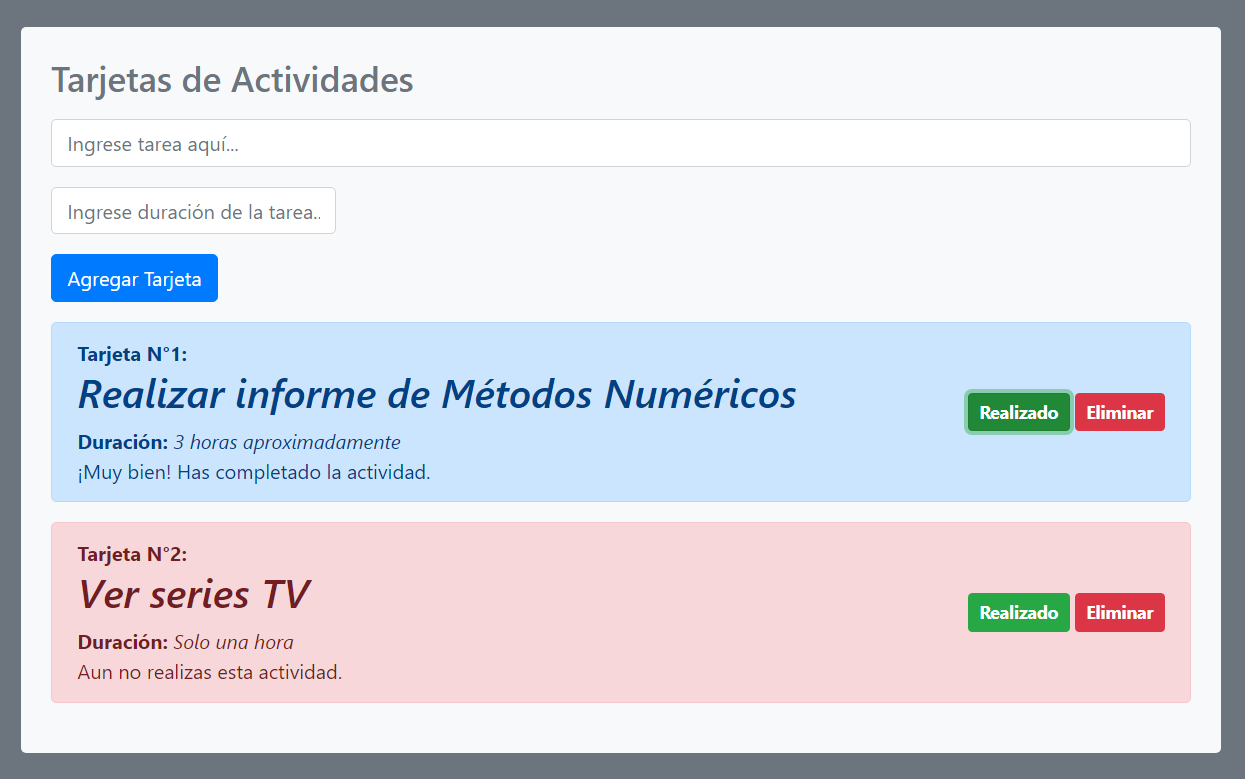 Tarjetas de Actividades
Ingrese tarea aquí...
Ingrese duración de la tarea..
Agregar Tarjeta
Tarjeta N°1:
Realizar informe de Métodos Numéricos
Duración: 3 horas aproximadamente
¡Muy bien! Has completado la actividad.
Realizado Eliminar
Tarjeta N°2:
Ver series TV
Duración: Solo una hora
Aun no realizas esta actividad.
Realizado Eliminar